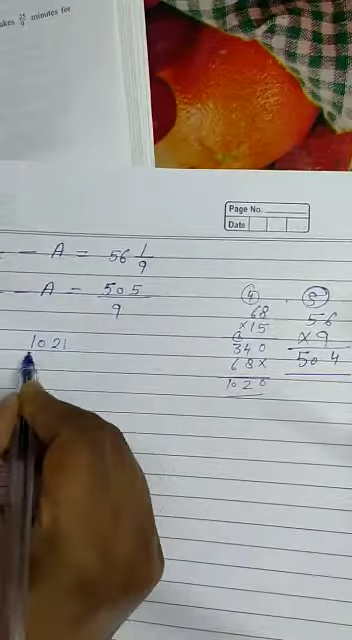 akes 25/9 minutes for
Page No.
Date
— A = 56 1/9
— A = 505/9
1021
4
68
×15
340
68×
1020
5
56
×9
504